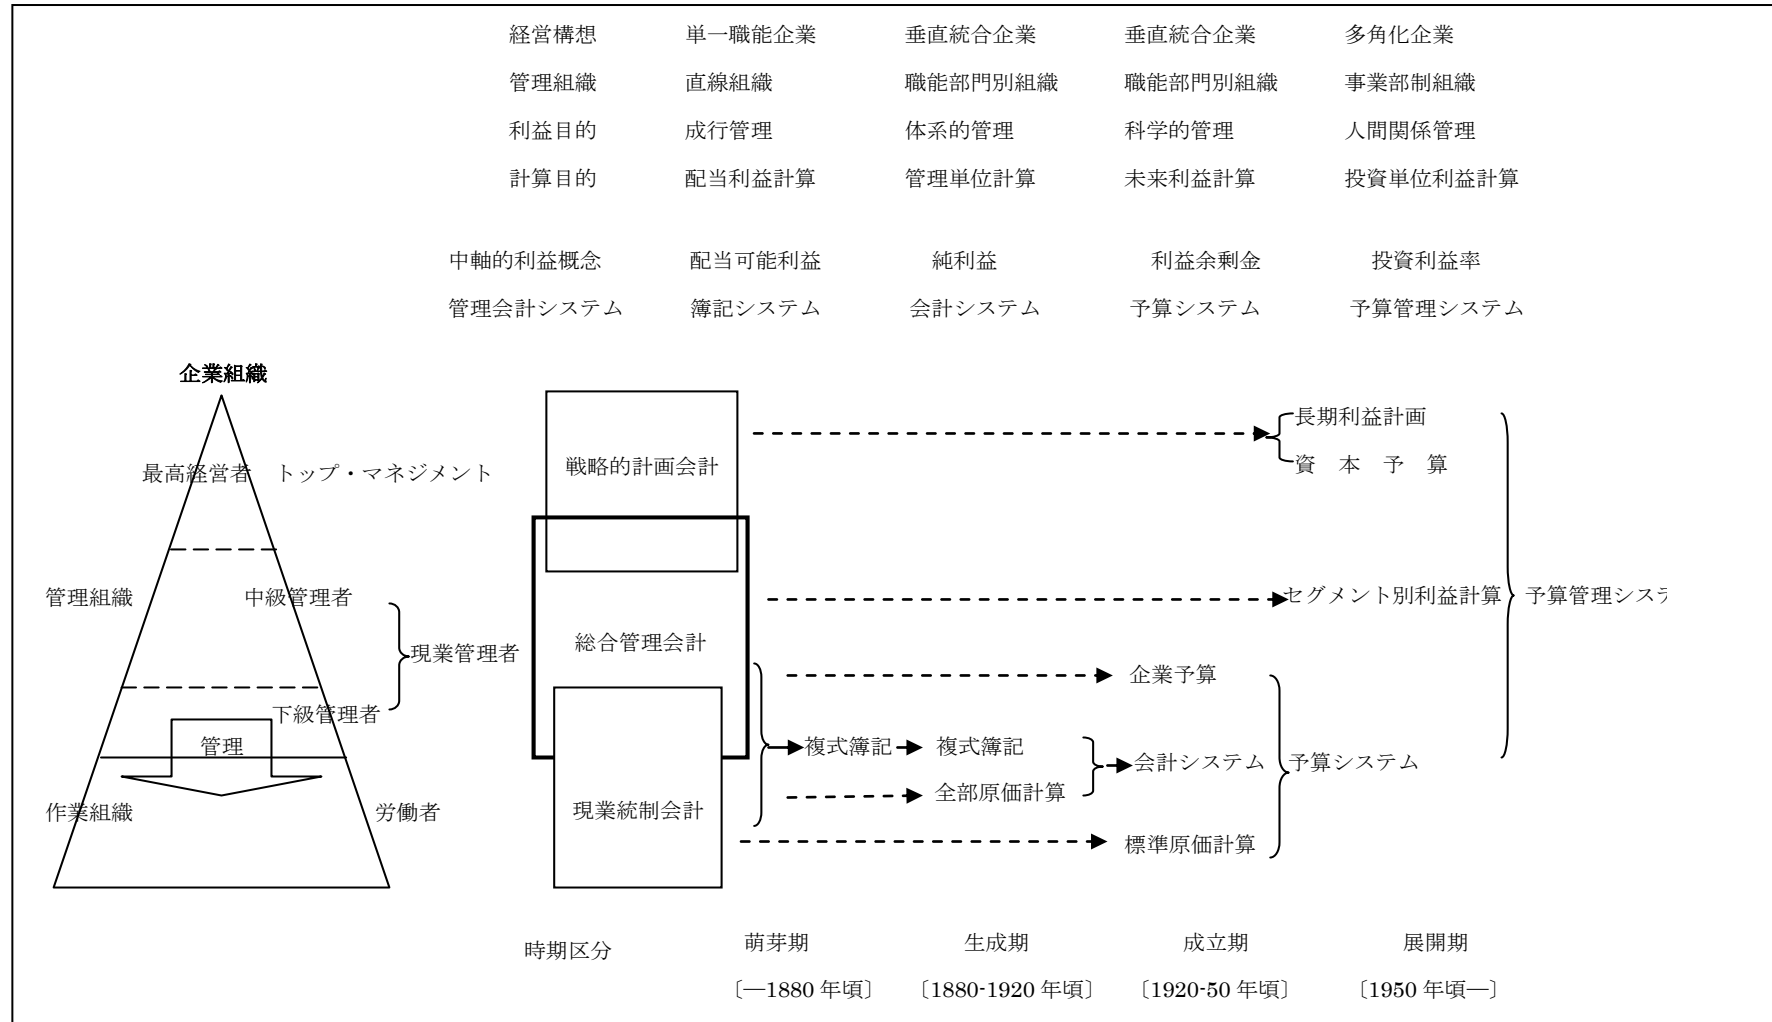 経営構想 単一職能企業 垂直統合企業 垂直統合企業 多角化企業
管理組織 直線組織 職能部門別組織 職能部門別組織 事業部制組織
利益目的 成行管理 体系的管理 科学的管理 人間関係管理
計算目的 配当利益計算 管理単位計算 未来利益計算 投資単位利益計算
中軸的利益概念 配当可能利益 純利益 利益余剰金 投資利益率
管理会計システム 簿記システム 会計システム 予算システム 予算管理システム
企業組織
長期利益計画
戦略的計画会計
資 本 予 算
最高経営者 トップ・マネジメント
管理組織 中級管理者
セグメント別利益計算 予算管理システ
総合管理会計
現業管理者
企業予算
下級管理者
管理
複式簿記 複式簿記
会計システム 予算システム
全部原価計算
作業組織 労働者
現業統制会計
標準原価計算
時期区分 萌芽期 生成期 成立期 展開期
〔―1880 年頃〕 〔1880-1920 年頃〕 〔1920-50 年頃〕 〔1950 年頃―〕